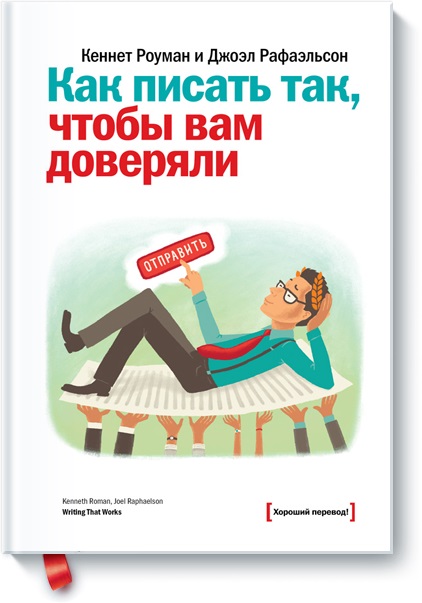 Кеннет Роуман и Джоэл Рафаэльсон
Как писать так,
чтобы вам
доверяли
ОТПРАВИТЬ
Kenneth Roman, Joel Raphaelson
Writing That Works
[Хороший перевод!]